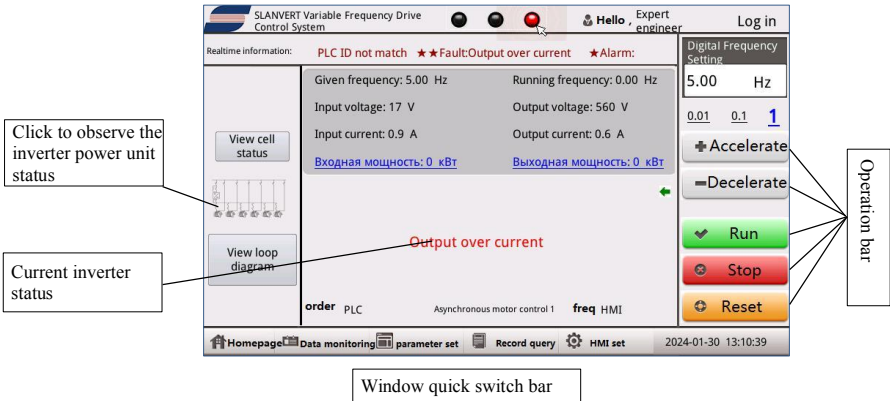 SLANVERT Variable Frequency Drive
Control System
Hello , Expert
engineer
Log in
Realtime information:
PLC ID not match ★★Fault:Output over current ★Alarm:
Digital Frequency
Setting
5.00 Hz
0.01 0.1 1
Given frequency: 5.00 Hz Running frequency: 0.00 Hz
Input voltage: 17 V Output voltage: 560 V
Input current: 0.9 A Output current: 0.6 A
Входная мощность: 0 кВт Выходная мощность: 0 кВт
View cell
status
Click to observe the
inverter power unit
status
View loop
diagram
Current inverter
status
Output over current
Accelerate
Decelerate
Run
Stop
Reset
Operation bar
order PLC Asynchronous motor control 1 freq HMI
Homepage Data monitoring parameter set Record query HMI set 2024-01-30 13:10:39
Window quick switch bar